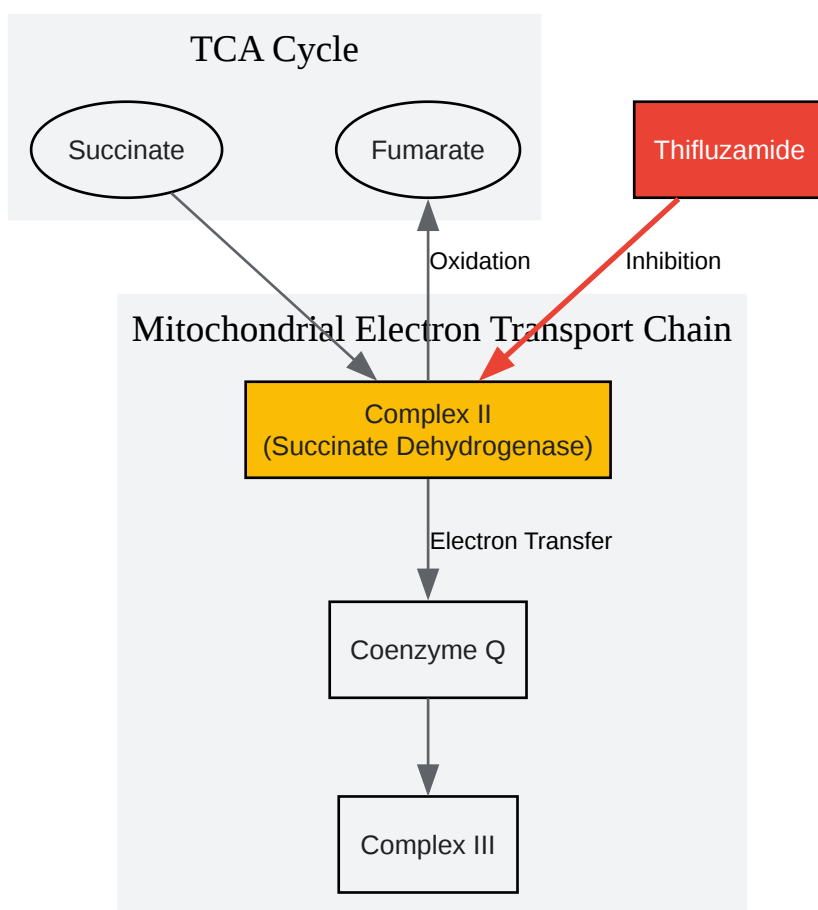 TCA Cycle
Succinate
Fumarate
Thifluzamide
Oxidation
Inhibition
Mitochondrial Electron Transport Chain
Complex II
(Succinate Dehydrogenase)
Electron Transfer
Coenzyme Q
Complex III